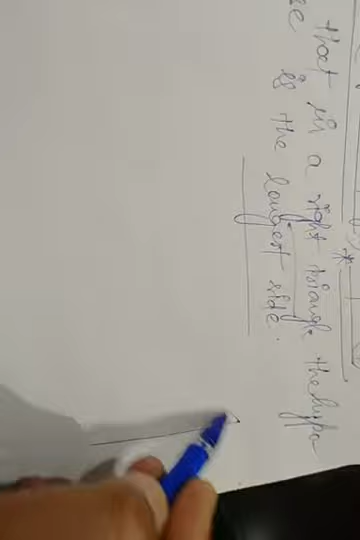 that in a right triangle the hypo
se is the longest side.